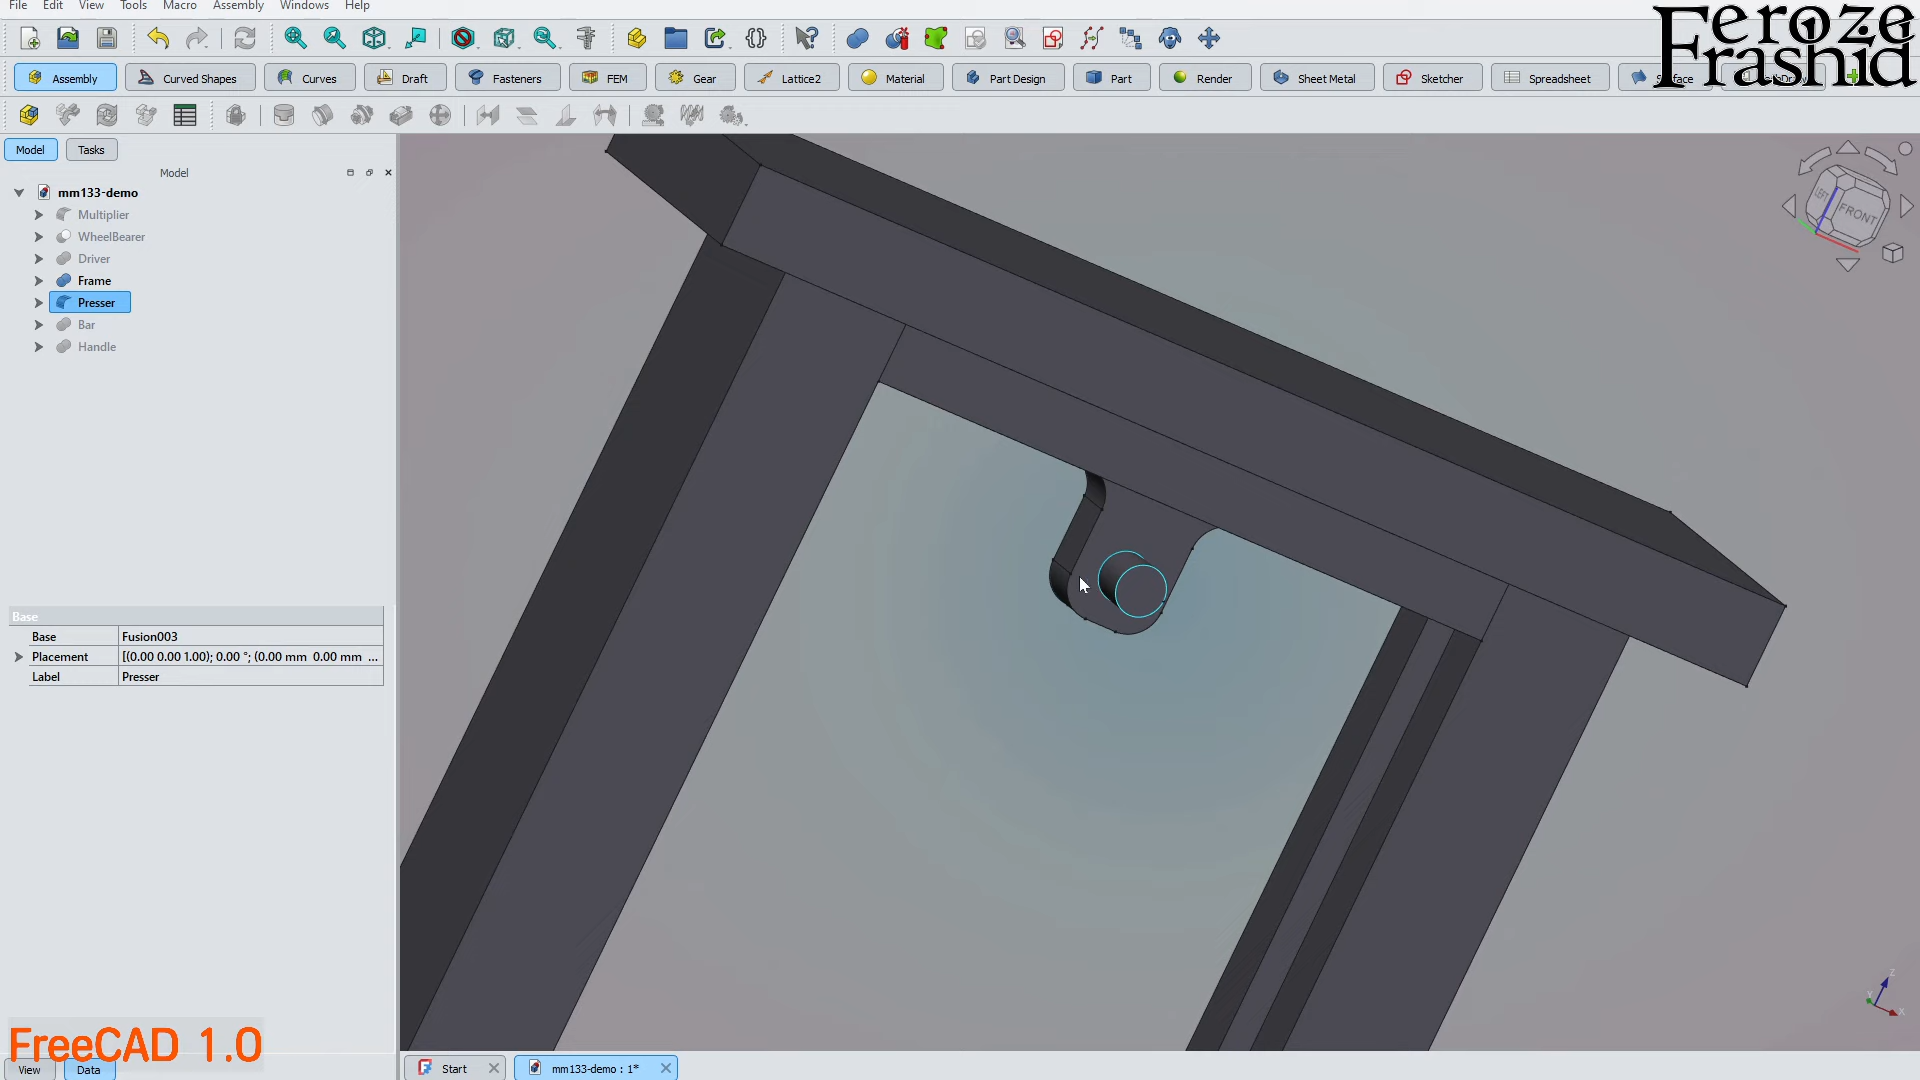 File Edit View Tools Macro Assembly Windows Help
Feroze
Frashid
Assembly Curved Shapes Curves Draft Fasteners FEM Gear Lattice2 Material Part Design Part Render Sheet Metal Sketcher Spreadsheet
Model Tasks
Model
mm133-demo
Multiplier
WheelBearer
Driver
Frame
Presser
Bar
Handle
LEFT FRONT
Base
Base Fusion003
Placement [(0.00 0.00 1.00); 0.00 °; (0.00 mm 0.00 mm ...
Label Presser
Z
X
FreeCAD 1.0
View Data
Start mm133-demo : 1*